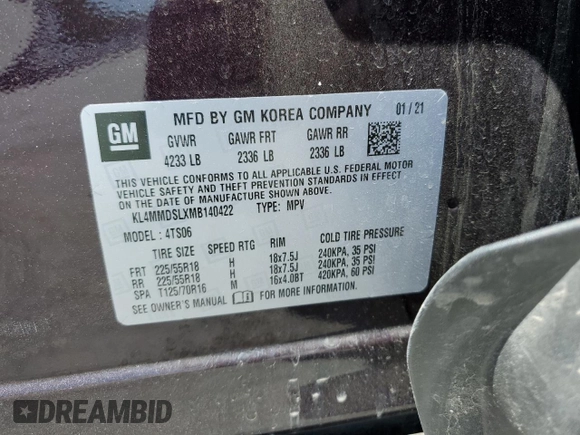 GM
MFD BY GM KOREA COMPANY 01/21
GVWR GAWR FRT GAWR RR
4233 LB 2336 LB 2336 LB
THIS VEHICLE CONFORMS TO ALL APPLICABLE U.S. FEDERAL MOTOR
VEHICLE SAFETY AND THEFT PREVENTION STANDARDS IN EFFECT
ON THE DATE OF MANUFACTURE SHOWN ABOVE.
KL4MMDSLXMB140422 TYPE: MPV
MODEL: 4TS06
TIRE SIZE SPEED RTG RIM COLD TIRE PRESSURE
FRT 225/55R18 H 18x7.5J 240KPA, 35 PSI
RR 225/55R18 H 18x7.5J 240KPA, 35 PSI
SPA T125/70R16 M 16x4.0BT 420KPA, 60 PSI
SEE OWNER'S MANUAL FOR MORE INFORMATION
DREAMBID